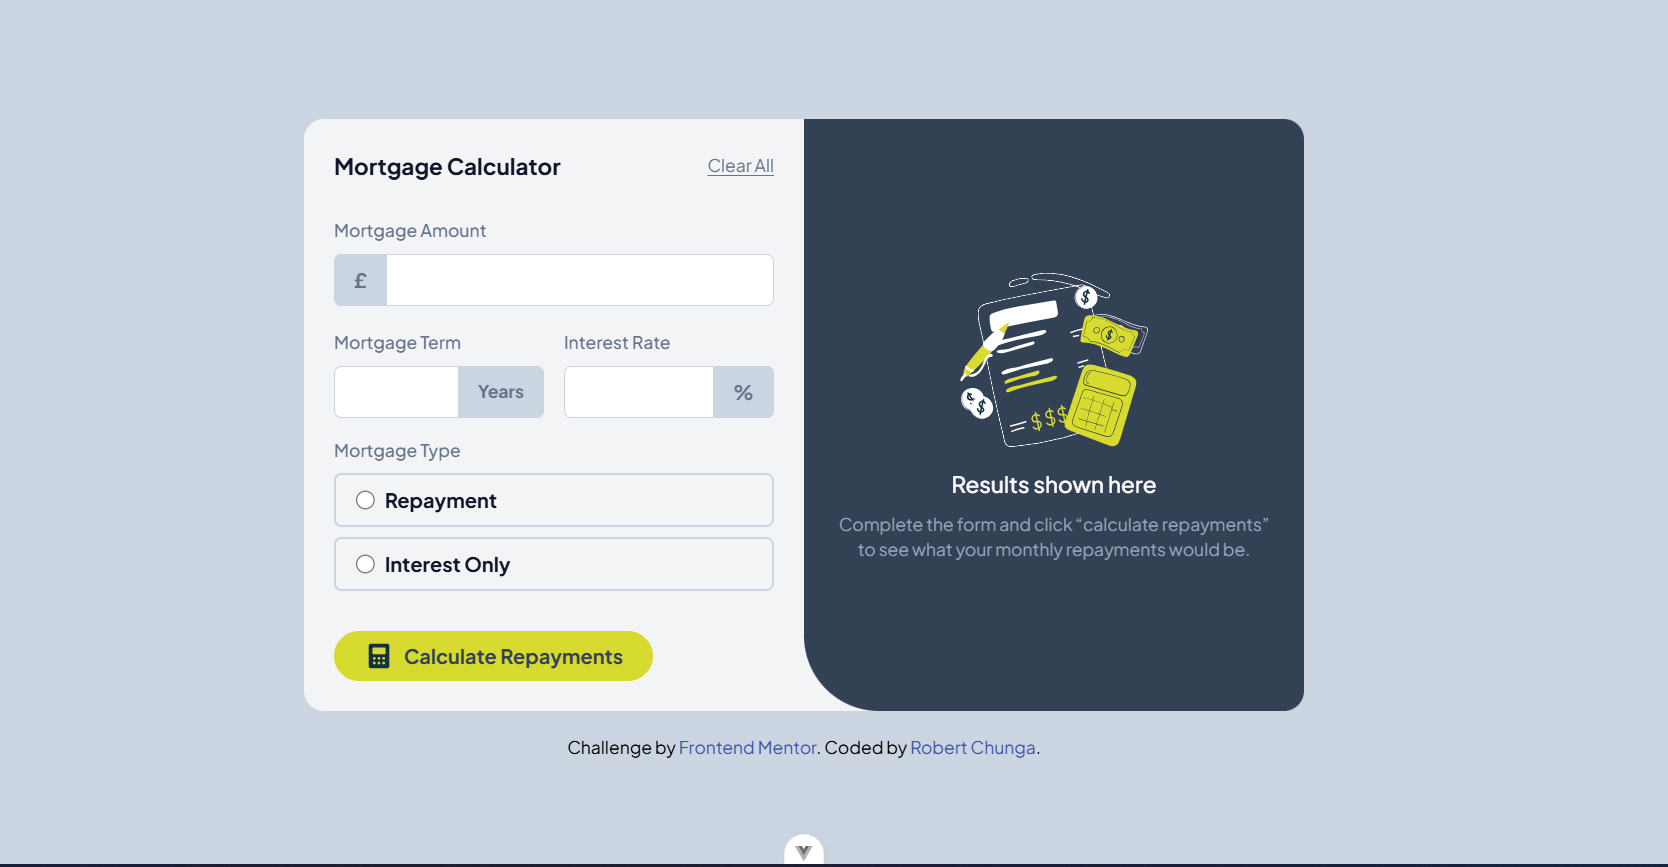 Mortgage Calculator
Clear All
Mortgage Amount
£
Mortgage Term
Interest Rate
Years
%
Mortgage Type
Repayment
Interest Only
Calculate Repayments
$
$
$
$
$$$
Results shown here
Complete the form and click “calculate repayments”
to see what your monthly repayments would be.
Challenge by Frontend Mentor. Coded by Robert Chunga.